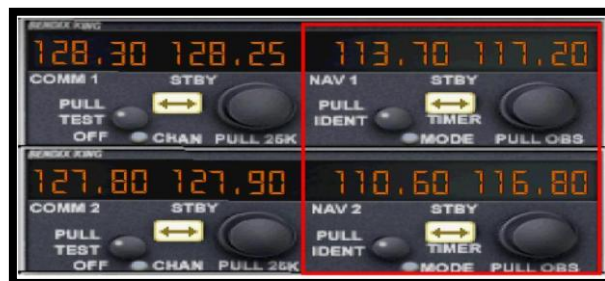 BENDIX KING
128.30 128.25 113.70 117.20
COMM 1 STBY NAV 1 STBY
PULL TEST OFF CHAN PULL 25K PULL IDENT TIMER MODE PULL OBS
BENDIX KING
127.80 127.90 110.60 116.80
COMM 2 STBY NAV 2 STBY
PULL TEST OFF CHAN PULL 25K PULL IDENT TIMER MODE PULL OBS